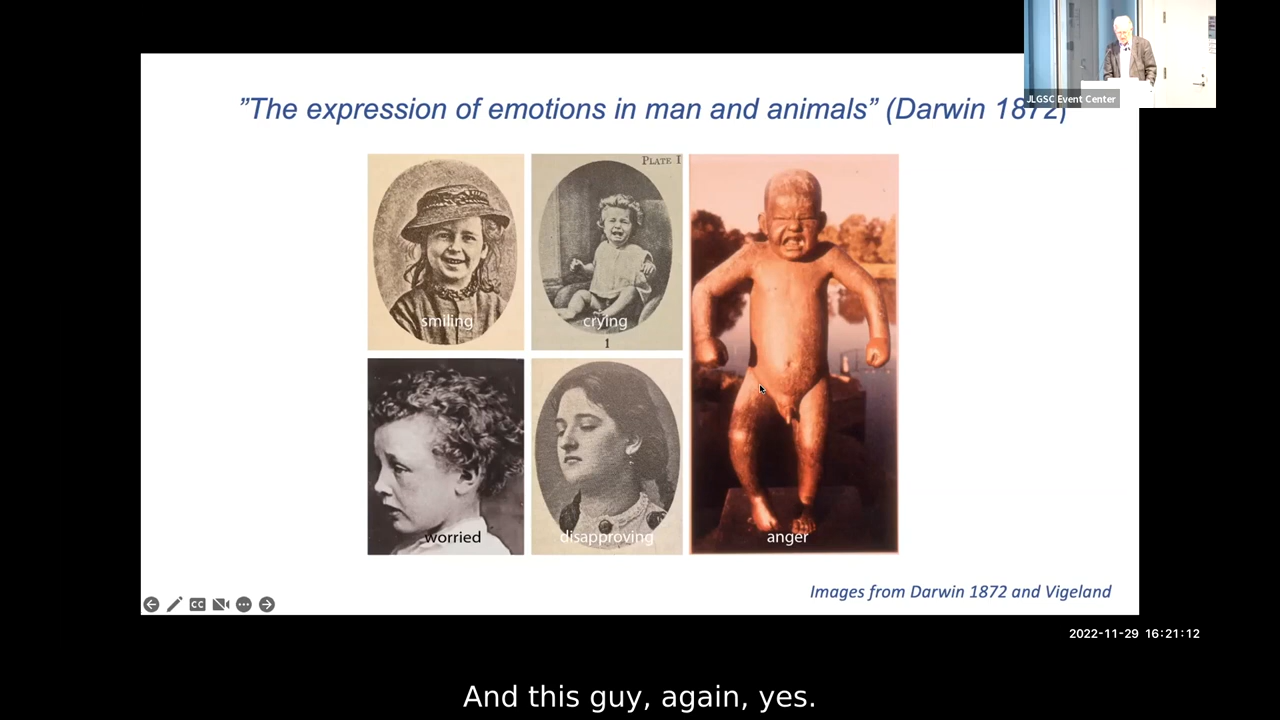 JLGSC Event Center
”The expression of emotions in man and animals” (Darwin 1872)
PLATE I
smiling
crying
1
worried
disapproving
anger
CC
Images from Darwin 1872 and Vigeland
2022-11-29 16:21:12
And this guy, again, yes.